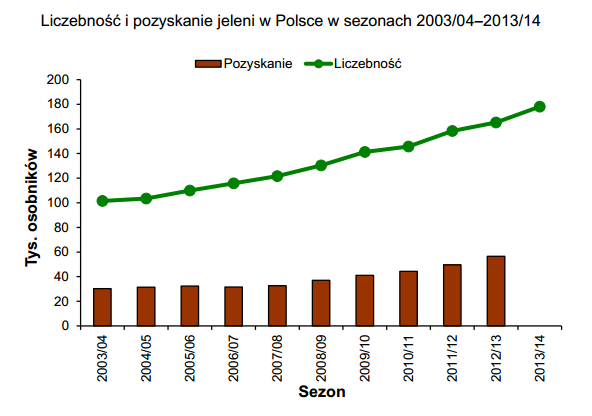 Liczebność i pozyskanie jeleni w Polsce w sezonach 2003/04–2013/14
Pozyskanie Liczebność
200
180
160
140
120
100
80
60
40
20
0
Tys. osobników
2003/04 2004/05 2005/06 2006/07 2007/08 2008/09 2009/10 2010/11 2011/12 2012/13 2013/14
Sezon